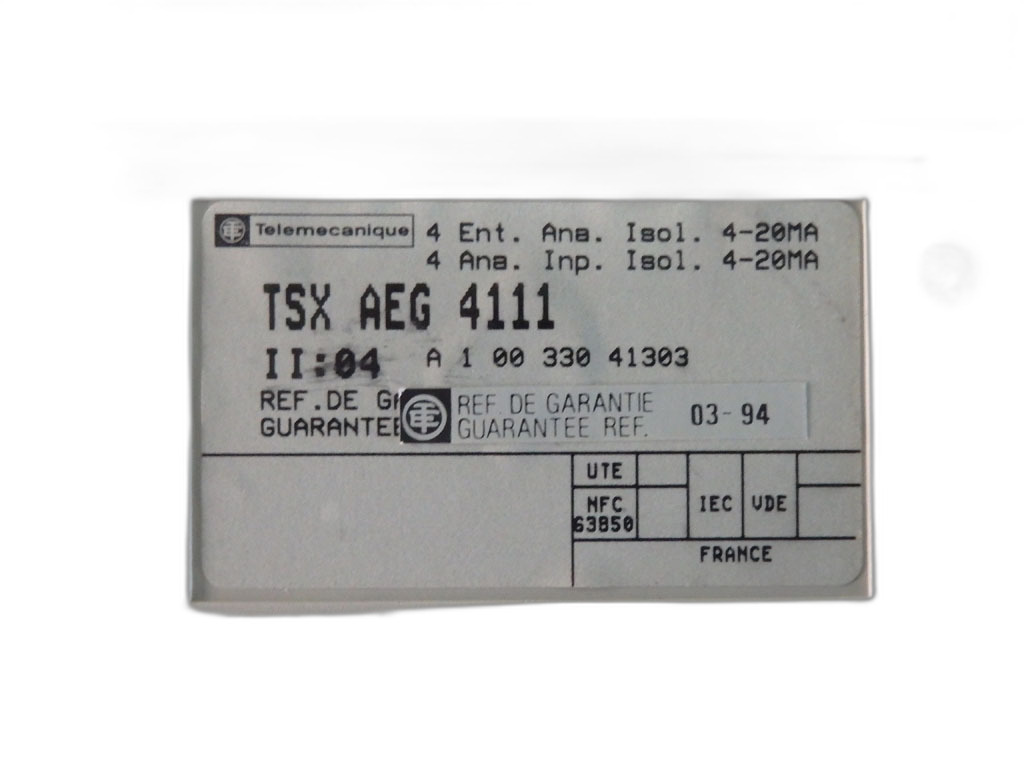 Telemecanique 4 Ent. Ana. Isol. 4-20MA
4 Ana. Inp. Isol. 4-20MA
TSX AEG 4111
II:04 A 1 00 330 41303
REF.DE
GUARANTEE
REF. DE GARANTIE 03-94
GUARANTEE REF.
UTE
NFC IEC VDE
63850
FRANCE